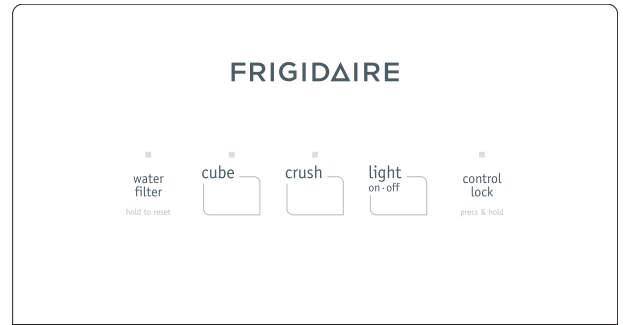 FRIGIDAIRE
water
filter
hold to reset
cube
crush
light
on · off
control
lock
press & hold